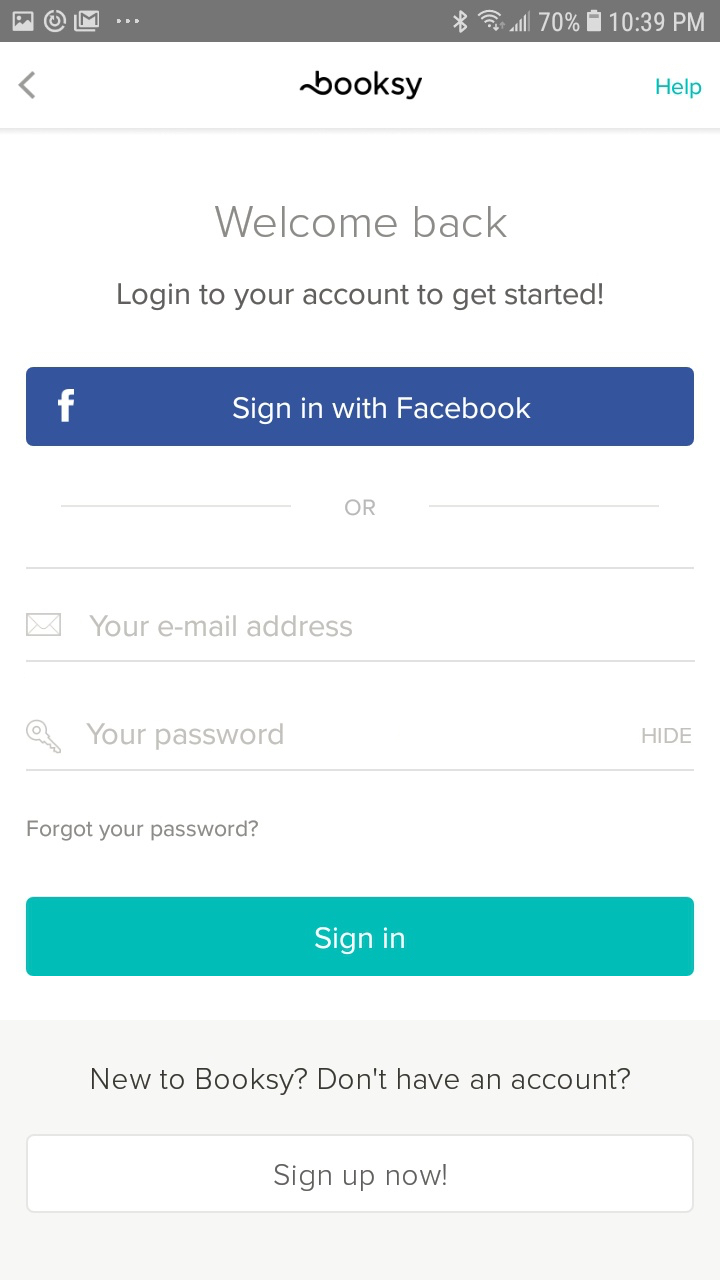 70% 10:39 PM
booksy
Help
Welcome back
Login to your account to get started!
f
Sign in with Facebook
OR
Your e-mail address
Your password
HIDE
Forgot your password?
Sign in
New to Booksy? Don't have an account?
Sign up now!